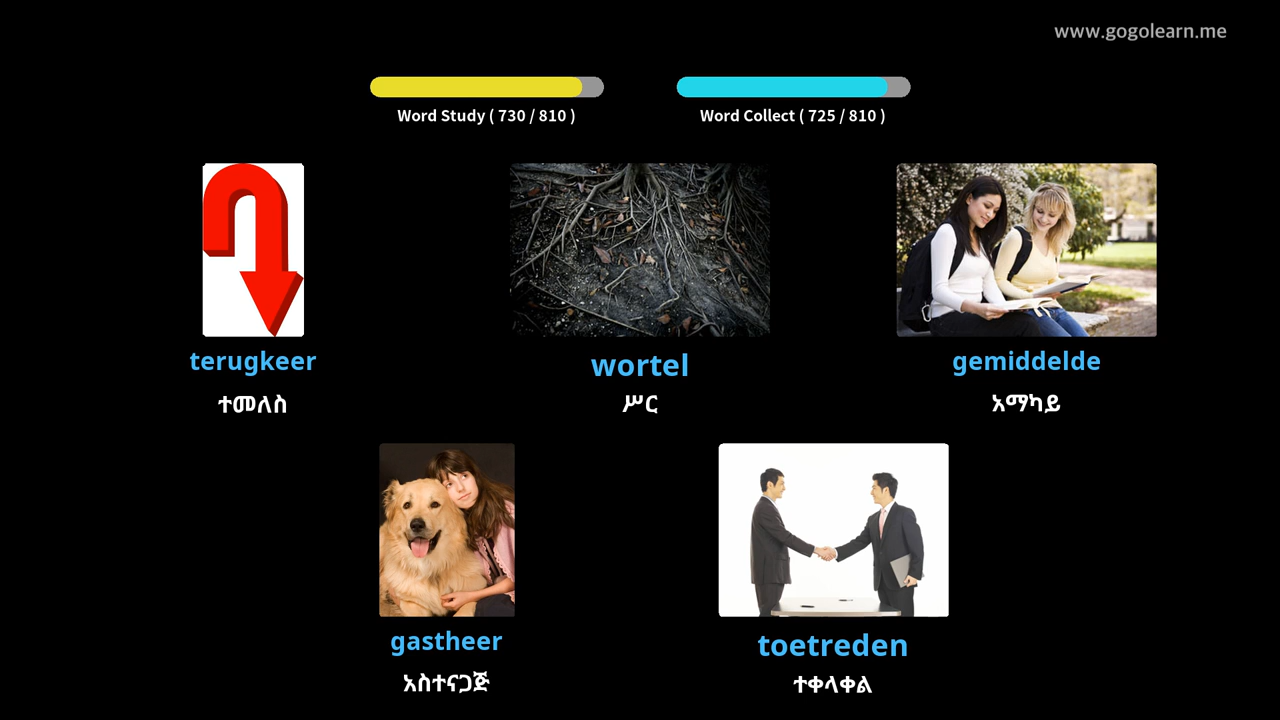 www.gogolearn.me
Word Study ( 730 / 810 )
Word Collect ( 725 / 810 )
terugkeer
ተመለስ
wortel
ሥር
gemiddelde
አማካይ
gastheer
አስተናጋጅ
toetreden
ተቀላቀል